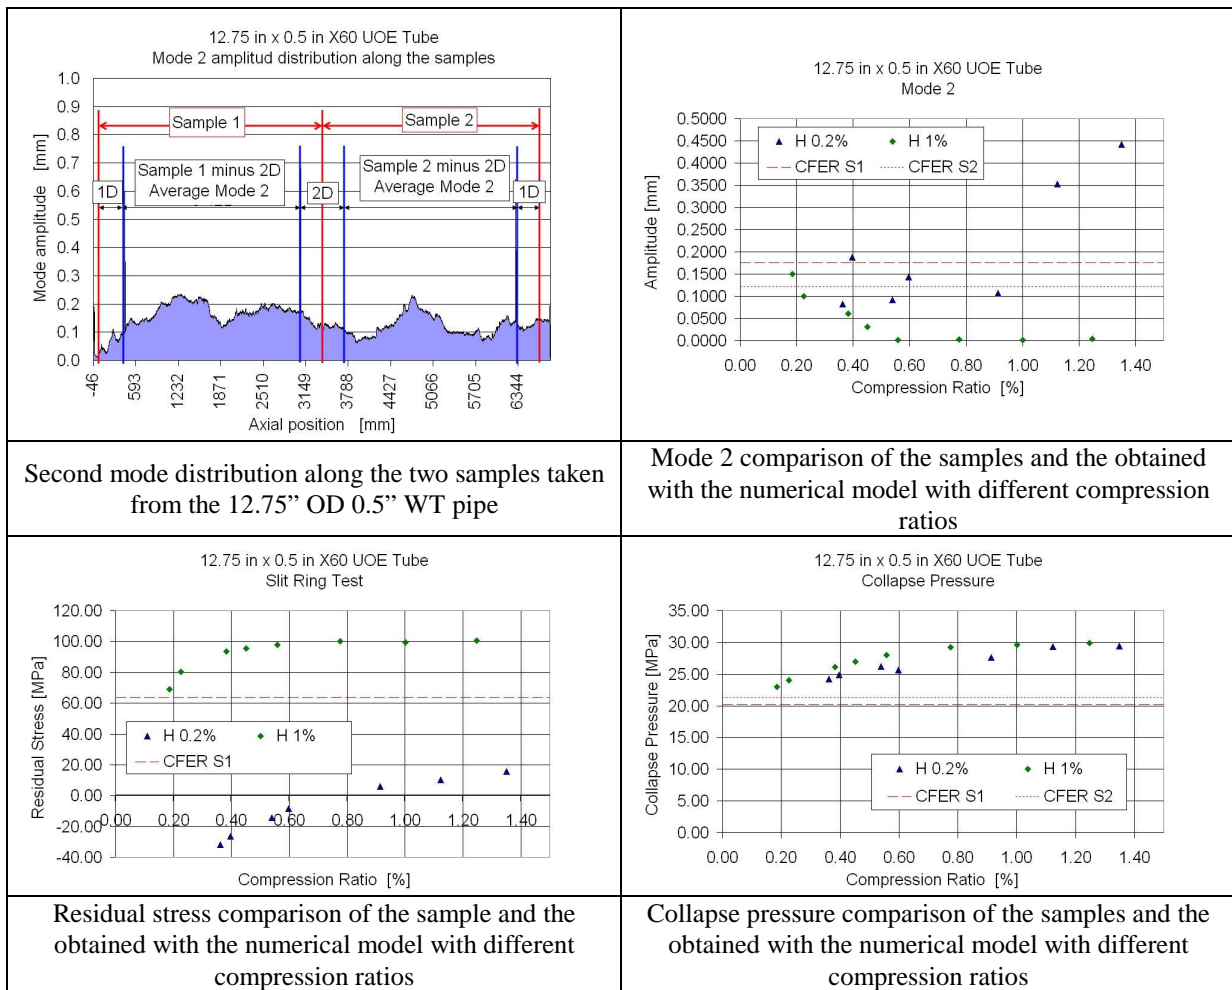 12.75 in x 0.5 in X60 UOE Tube
Mode 2 amplitud distribution along the samples
1.0
0.9
0.8
0.7
0.6
0.5
0.4
0.3
0.2
0.1
0.0
Mode amplitude [mm]
Sample 1
Sample 2
Sample 1 minus 2D
Average Mode 2
Sample 2 minus 2D
Average Mode 2
1D
2D
1D
-46
593
1232
1871
2510
3149
3788
4427
5066
5705
6344
Axial position [mm]
12.75 in x 0.5 in X60 UOE Tube
Mode 2
0.5000
0.4500
0.4000
0.3500
0.3000
0.2500
0.2000
0.1500
0.1000
0.0500
0.0000
Amplitude [mm]
H 0.2% H 1%
CFER S1 CFER S2
0.00 0.20 0.40 0.60 0.80 1.00 1.20 1.40
Compression Ratio [%]
Second mode distribution along the two samples taken
from the 12.75” OD 0.5” WT pipe
Mode 2 comparison of the samples and the obtained
with the numerical model with different compression
ratios
12.75 in x 0.5 in X60 UOE Tube
Slit Ring Test
120.00
100.00
80.00
60.00
40.00
20.00
0.00
-20.00
-40.00
Residual Stress [MPa]
H 0.2% H 1%
CFER S1
0.00 0.20 0.40 0.60 0.80 1.00 1.20 1.40
Compression Ratio [%]
12.75 in x 0.5 in X60 UOE Tube
Collapse Pressure
35.00
30.00
25.00
20.00
15.00
10.00
5.00
0.00
Collapse Pressure [MPa]
H 0.2% H 1%
CFER S1 CFER S2
0.00 0.20 0.40 0.60 0.80 1.00 1.20 1.40
Compression Ratio [%]
Residual stress comparison of the sample and the
obtained with the numerical model with different
compression ratios
Collapse pressure comparison of the samples and the
obtained with the numerical model with different
compression ratios